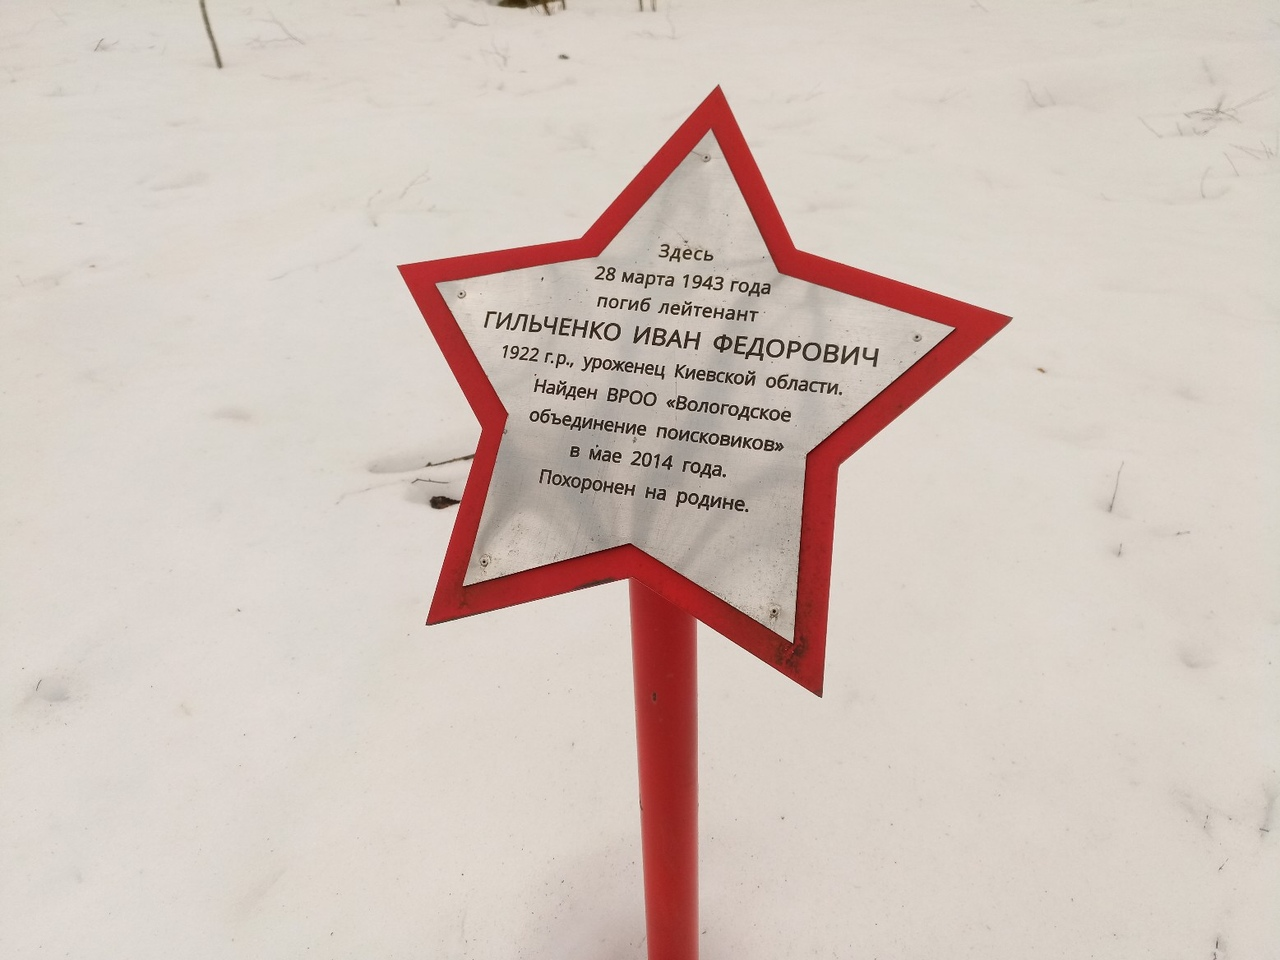 Здесь
28 марта 1943 года
погиб лейтенант
ГИЛЬЧЕНКО ИВАН ФЕДОРОВИЧ
1922 г.р., уроженец Киевской области.
Найден ВРОО «Вологодское
объединение поисковиков»
в мае 2014 года.
Похоронен на родине.